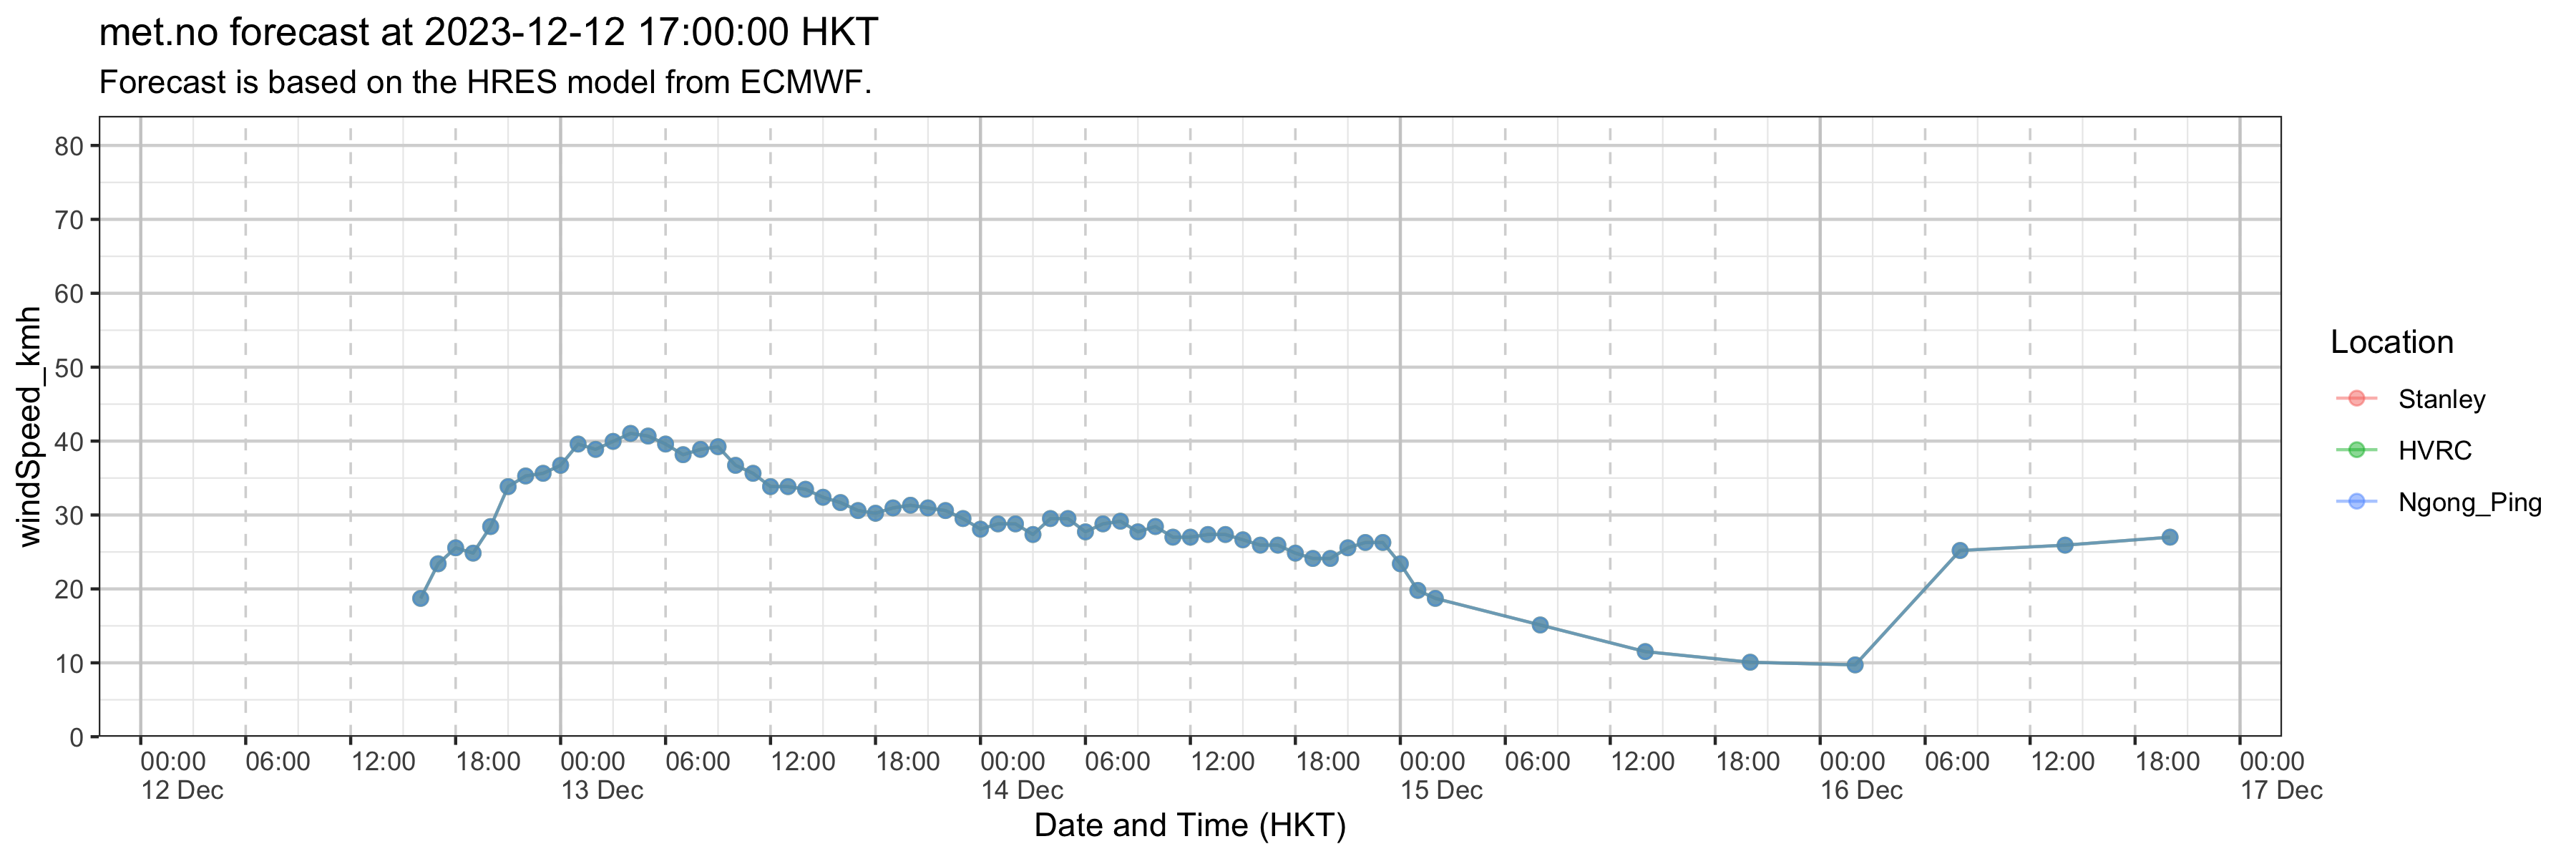 met.no forecast at 2023-12-12 17:00:00 HKT
Forecast is based on the HRES model from ECMWF.
windSpeed_kmh
80
70
60
50
40
30
20
10
0
00:00 06:00 12:00 18:00 00:00 06:00 12:00 18:00 00:00 06:00 12:00 18:00 00:00 06:00 12:00 18:00 00:00 06:00 12:00 18:00 00:00
12 Dec 13 Dec 14 Dec 15 Dec 16 Dec 17 Dec
Date and Time (HKT)
Location
Stanley
HVRC
Ngong_Ping